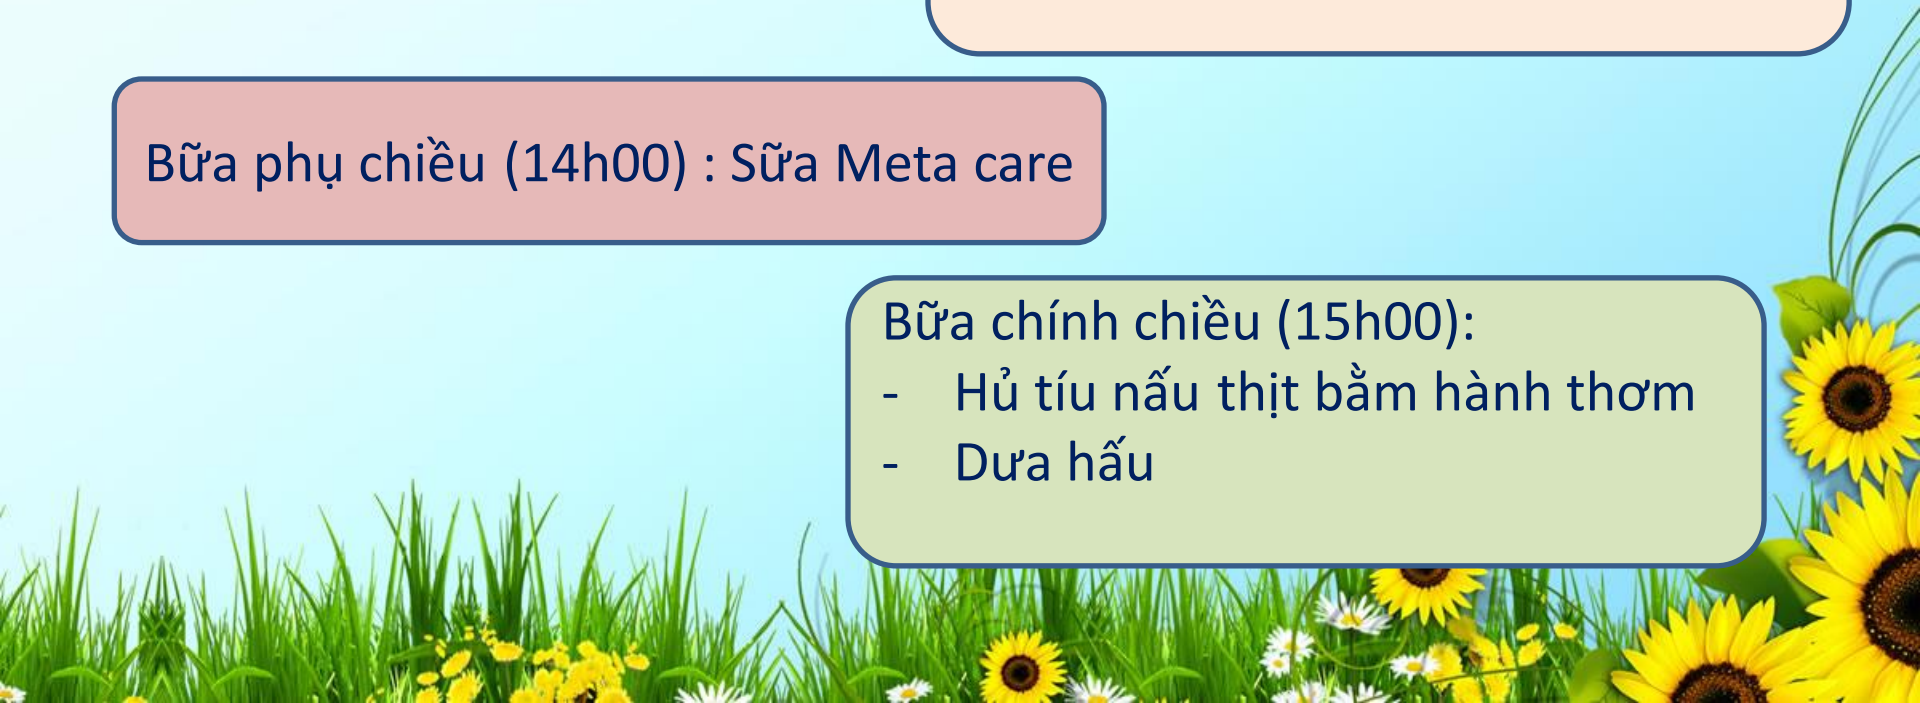 Bữa phụ chiều (14h00) : Sữa Meta care
Bữa chính chiều (15h00):
- Hủ tíu nấu thịt bằm hành thơm
- Dưa hấu